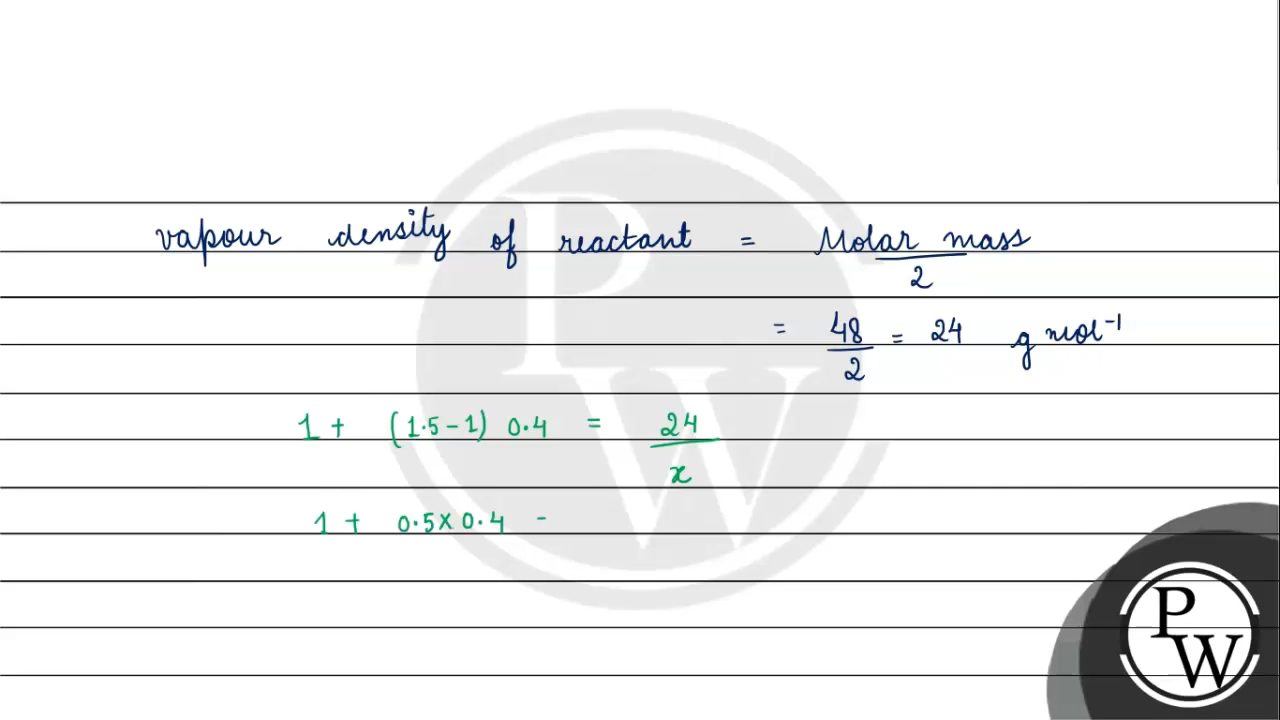 vapour density of reactant = Molar mass / 2
= 48 / 2 = 24 g mol⁻¹
1 + (1.5 - 1) 0.4 = 24 / x
1 + 0.5 × 0.4 -
PW
PW